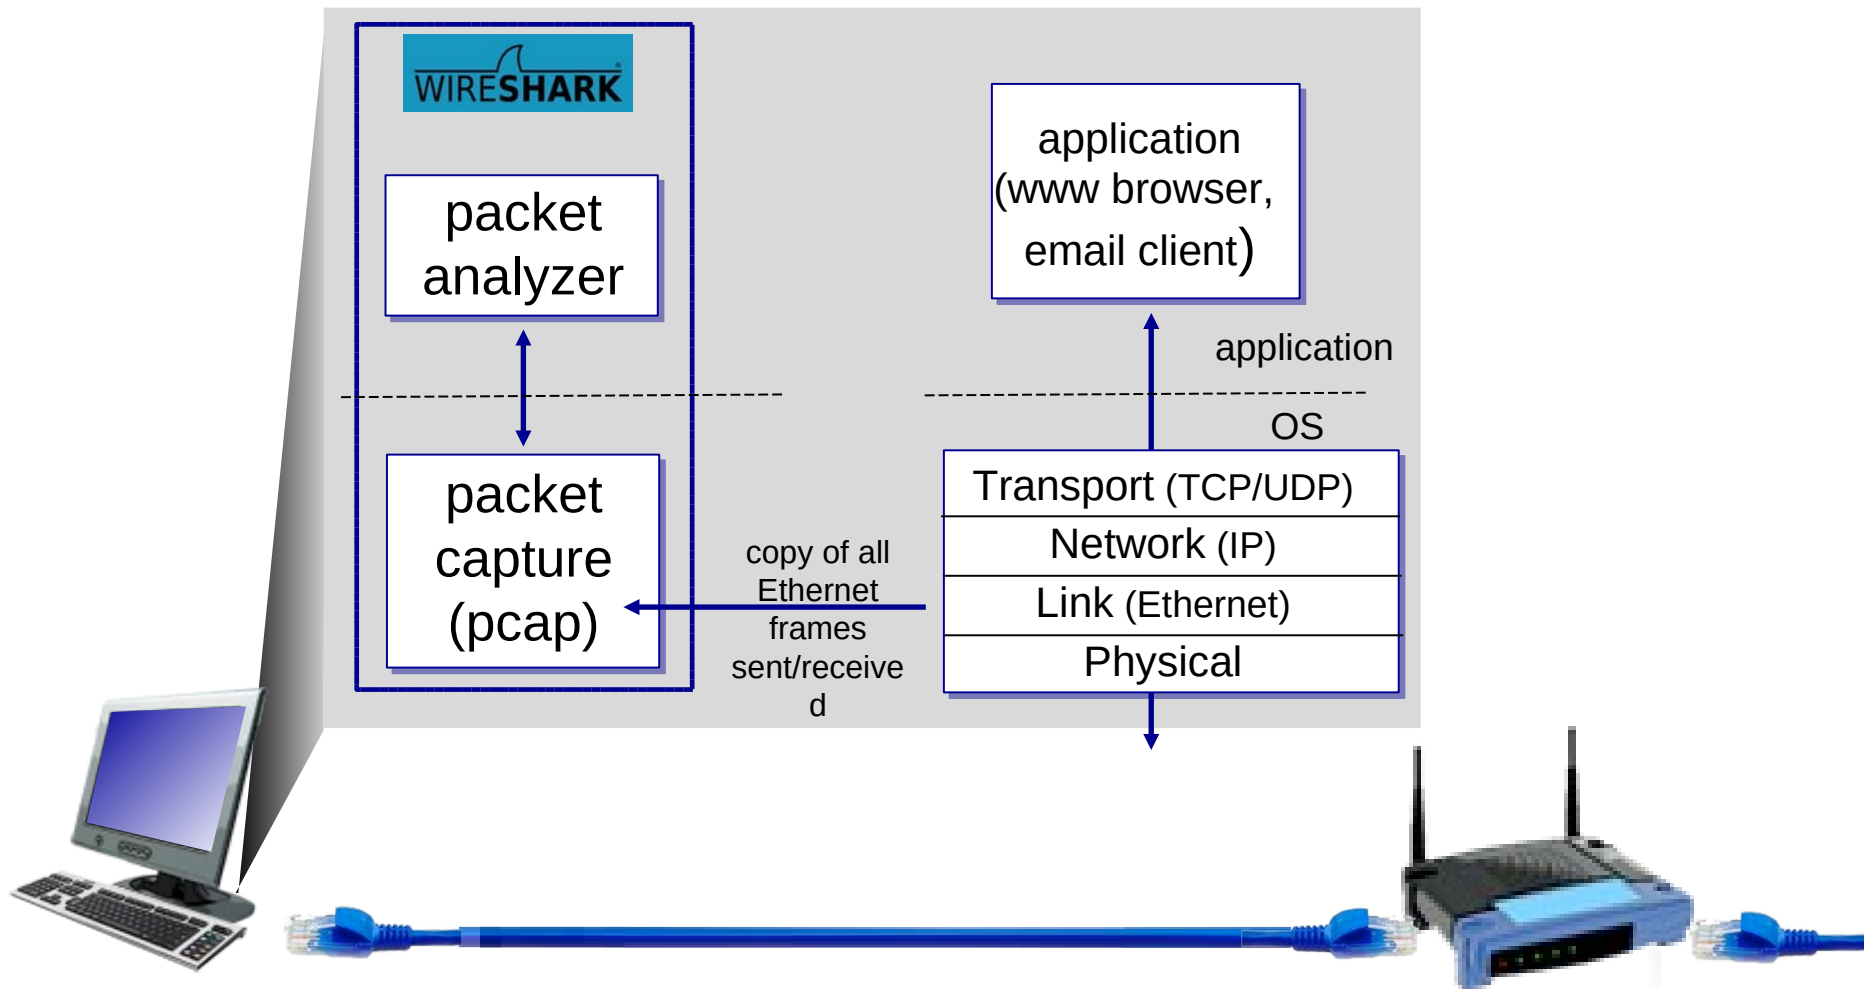 WIRESHARK
packet
analyzer
packet
capture
(pcap)
copy of all
Ethernet
frames
sent/receive
d
application
(www browser,
email client)
application
OS
Transport (TCP/UDP)
Network (IP)
Link (Ethernet)
Physical